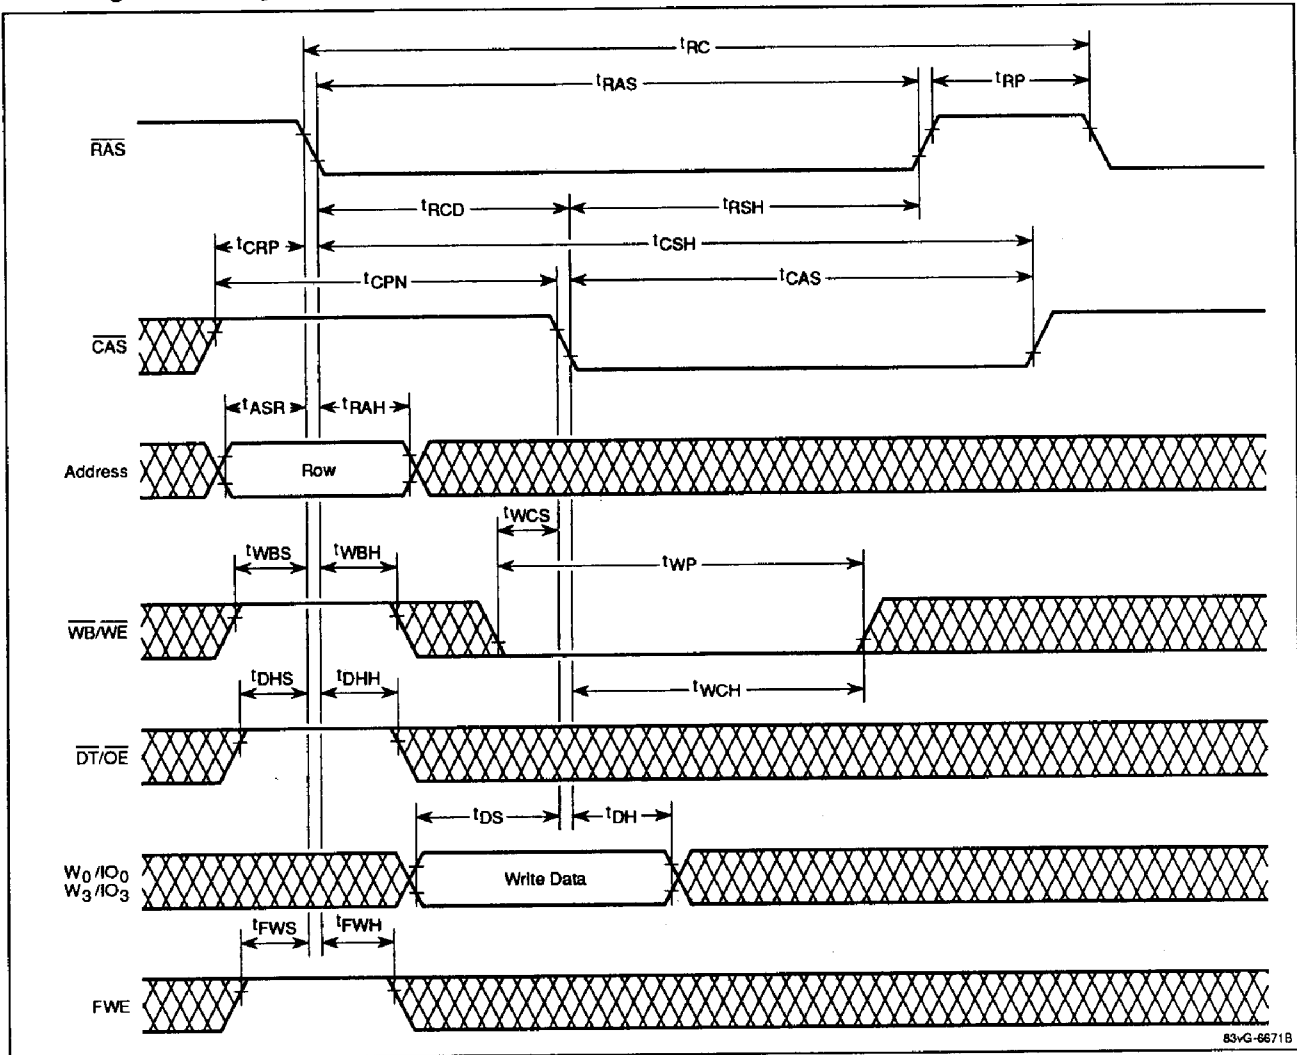 tRC
tRAS
tRP
RAS
tRCD
tRSH
tCRP
tCSH
tCPN
tCAS
CAS
tASR
tRAH
Address
Row
tWCS
tWBS
tWBH
tWP
WB/WE
tDHS
tDHH
tWCH
DT/OE
tDS
tDH
W0/IO0
W3/IO3
Write Data
tFWS
tFWH
FWE
83vG-6671B